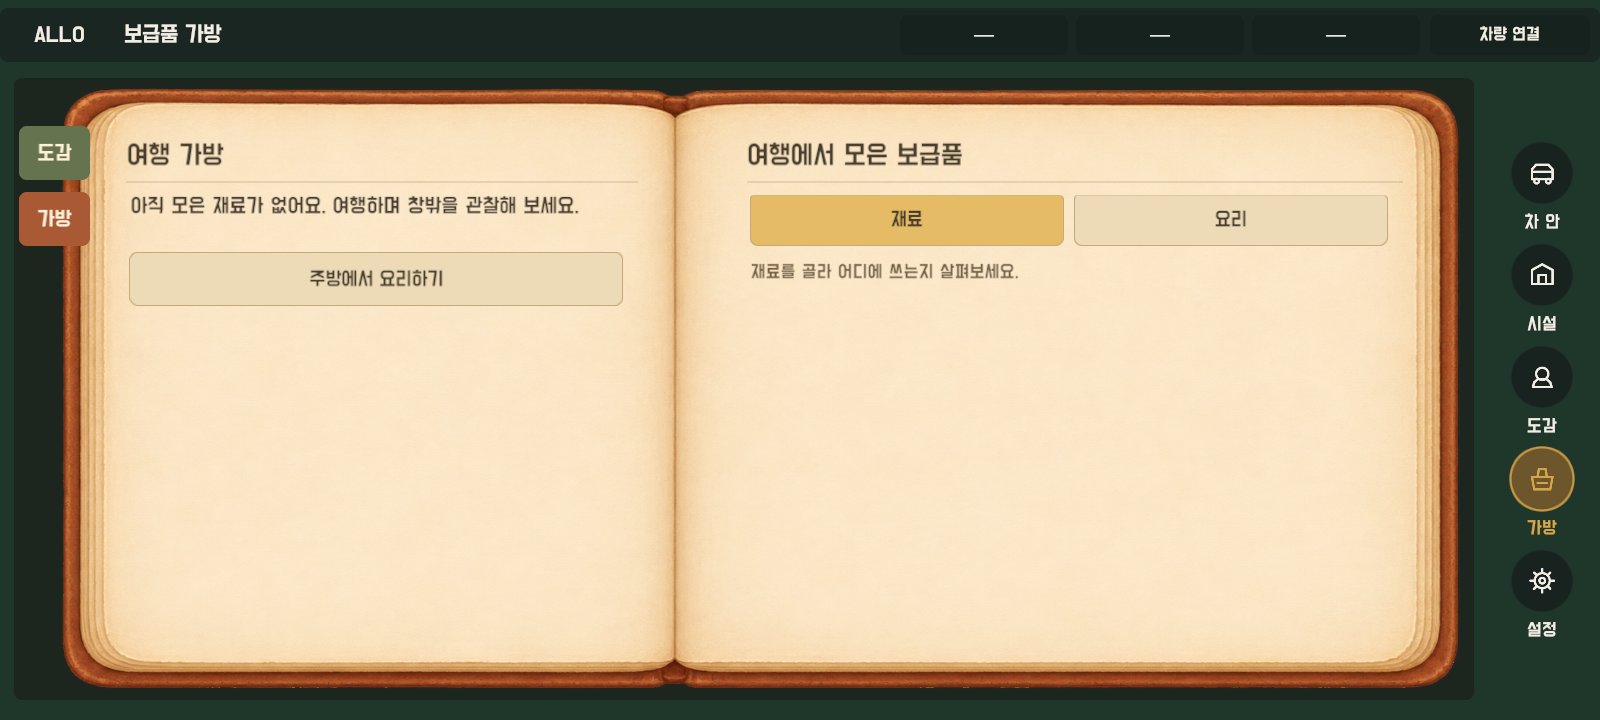 ALLO 보급품 가방 — — — 차량 연결
도감
가방
여행 가방
아직 모은 재료가 없어요. 여행하며 창밖을 관찰해 보세요.
주방에서 요리하기
여행에서 모은 보급품
재료 요리
재료를 골라 어디에 쓰는지 살펴보세요.
차 안
시설
도감
가방
설정